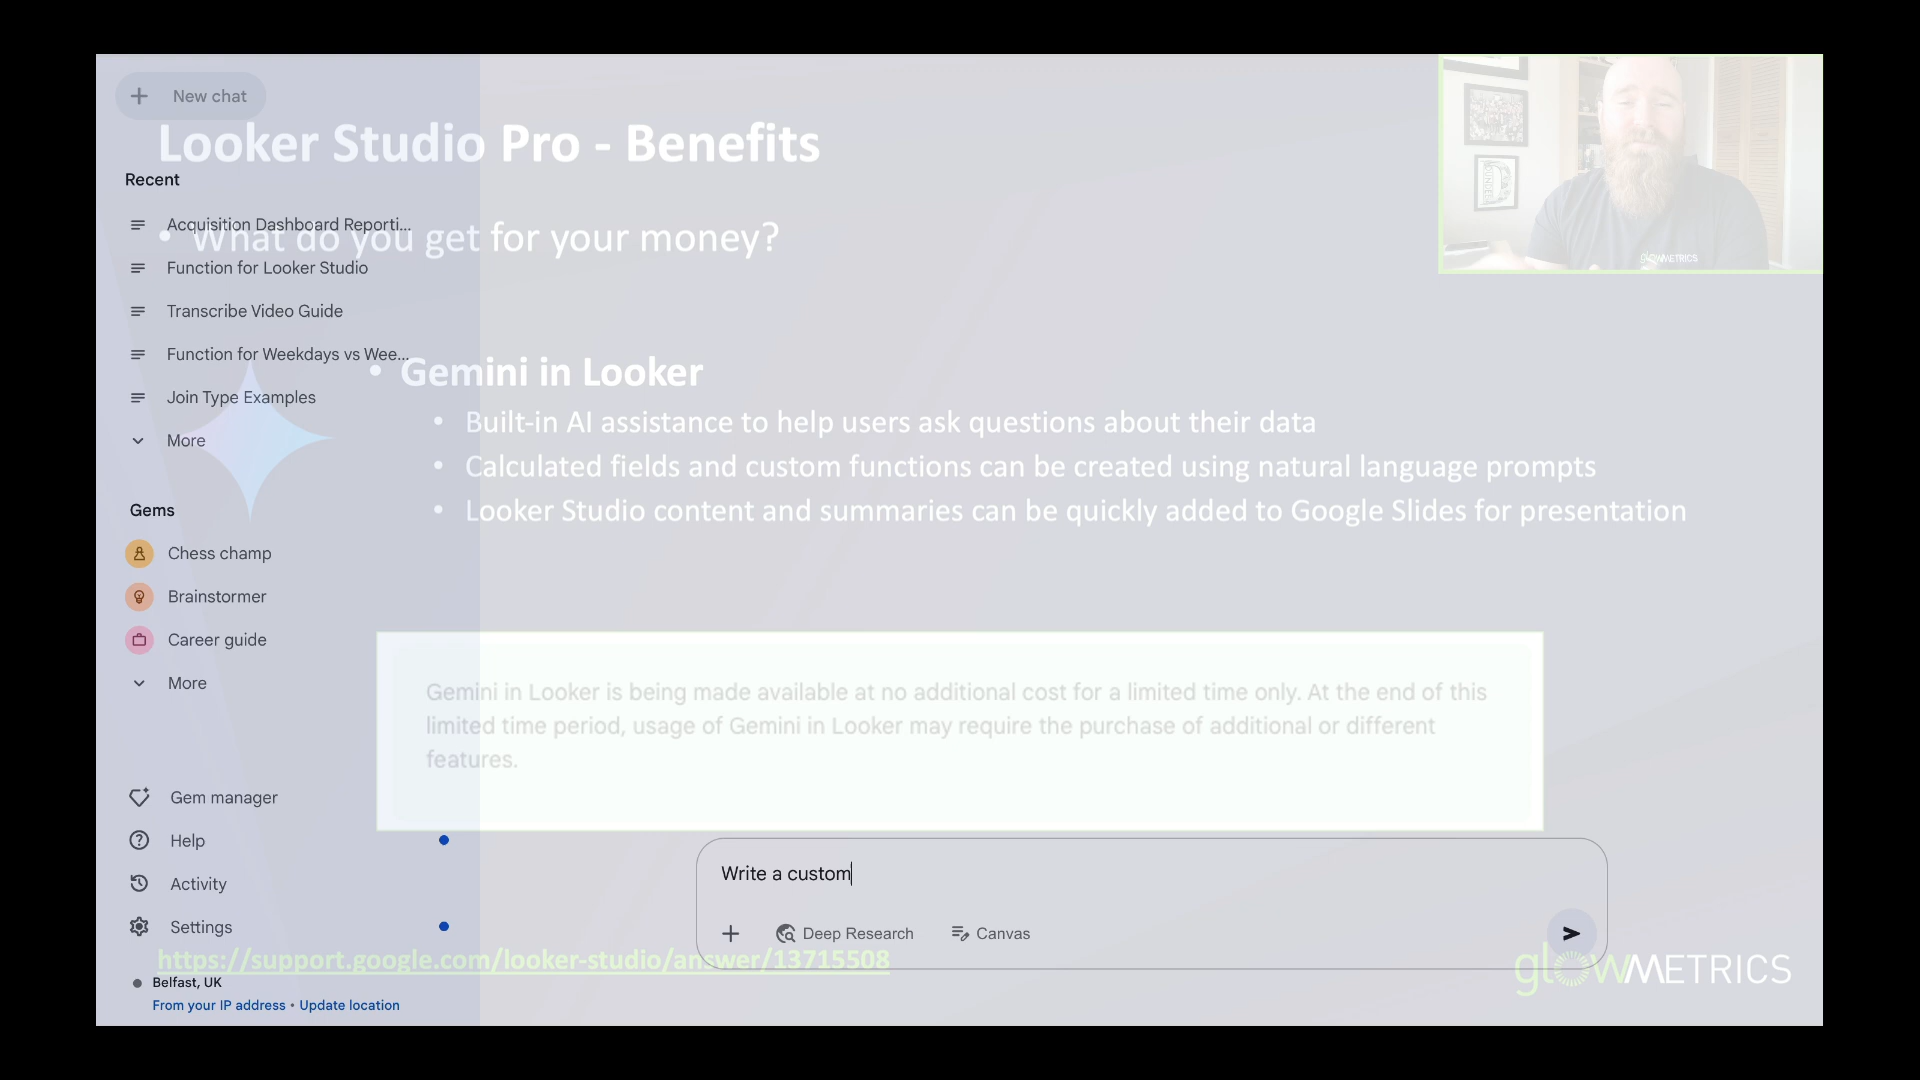 New chat
Looker Studio Pro - Benefits
Recent
Acquisition Dashboard Reporti...
• What do you get for your money?
Function for Looker Studio
Transcribe Video Guide
Function for Weekdays vs Wee...
• Gemini in Looker
Join Type Examples
• Built-in AI assistance to help users ask questions about their data
More
• Calculated fields and custom functions can be created using natural language prompts
• Looker Studio content and summaries can be quickly added to Google Slides for presentation
Gems
Chess champ
Brainstormer
Career guide
More
Gemini in Looker is being made available at no additional cost for a limited time only. At the end of this
limited time period, usage of Gemini in Looker may require the purchase of additional or different
features.
Gem manager
Help
Write a custom
Activity
Settings
Deep Research
Canvas
https://support.google.com/looker-studio/answer/13715508
glowMETRICS
Belfast, UK
From your IP address • Update location
glowMETRICS